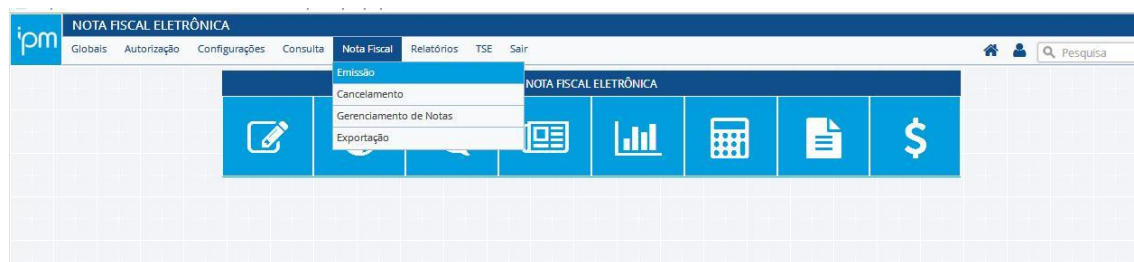 NOTA FISCAL ELETRÔNICA
ipm
Globais Autorização Configurações Consulta Nota Fiscal Relatórios TSE Sair
Pesquisa
Emissão
NOTA FISCAL ELETRÔNICA
Cancelamento
Gerenciamento de Notas
Exportação